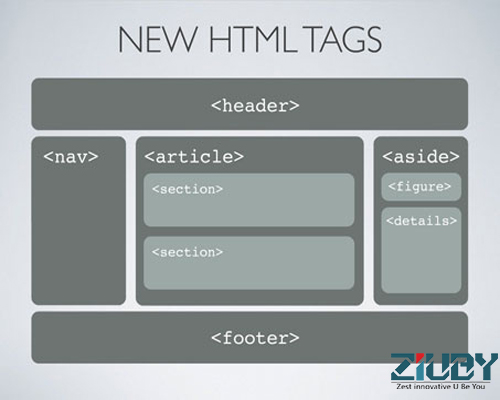 NEW HTML TAGS
<header>
<nav>
<article>
<section>
<section>
<aside>
<figure>
<details>
<footer>
ZIUBY
Zest innovative U Be You